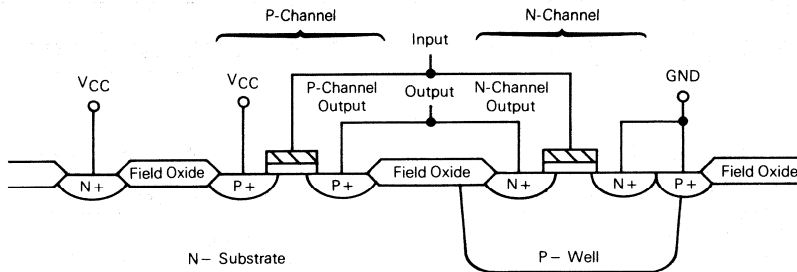 P-Channel
N-Channel
Input
VCC
VCC
P-Channel
Output
Output
N-Channel
Output
GND
N+
Field Oxide
P+
P+
Field Oxide
N+
N+
P+
Field Oxide
N– Substrate
P– Well